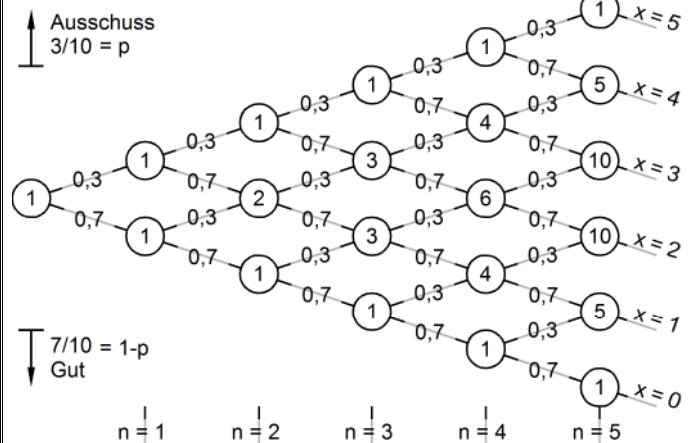 Ausschuss
3/10 = p
1 x = 5
0,3
1
0,3 0,7
1 5 x = 4
0,3 0,7 0,3
1 4
0,3 0,7 0,3 0,7
1 3 10 x = 3
0,3 0,7 0,3 0,7 0,3
1 2 6
0,7 0,3 0,7 0,3 0,7
1 3 10 x = 2
0,7 0,3 0,7 0,3
1 4
0,7 0,3 0,7
1 5 x = 1
0,7 0,3
1
0,7
1 x = 0
7/10 = 1-p
Gut
n = 1 n = 2 n = 3 n = 4 n = 5